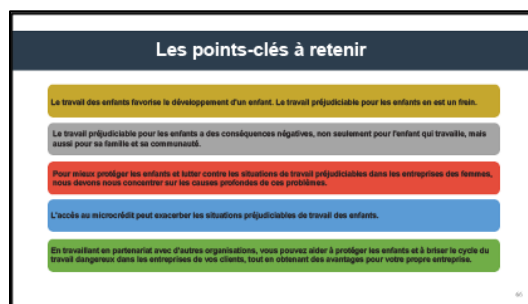 Les points-clés à retenir
Le travail des enfants favorise le développement d'un enfant. Le travail préjudiciable pour les enfants en est un frein.
Le travail préjudiciable pour les enfants a des conséquences négatives, non seulement pour l'enfant qui travaille, mais
aussi pour sa famille et sa communauté.
Pour mieux protéger les enfants et lutter contre les situations de travail préjudiciables dans les entreprises des femmes,
nous devons nous concentrer sur les causes profondes de ces problèmes.
L'accès au microcrédit peut exacerber les situations préjudiciables de travail des enfants.
En travaillant en partenariat avec d'autres organisations, vous pouvez aider à protéger les enfants et à briser le cycle du
travail dangereux dans les entreprises de vos clients, tout en obtenant des avantages pour votre propre entreprise.